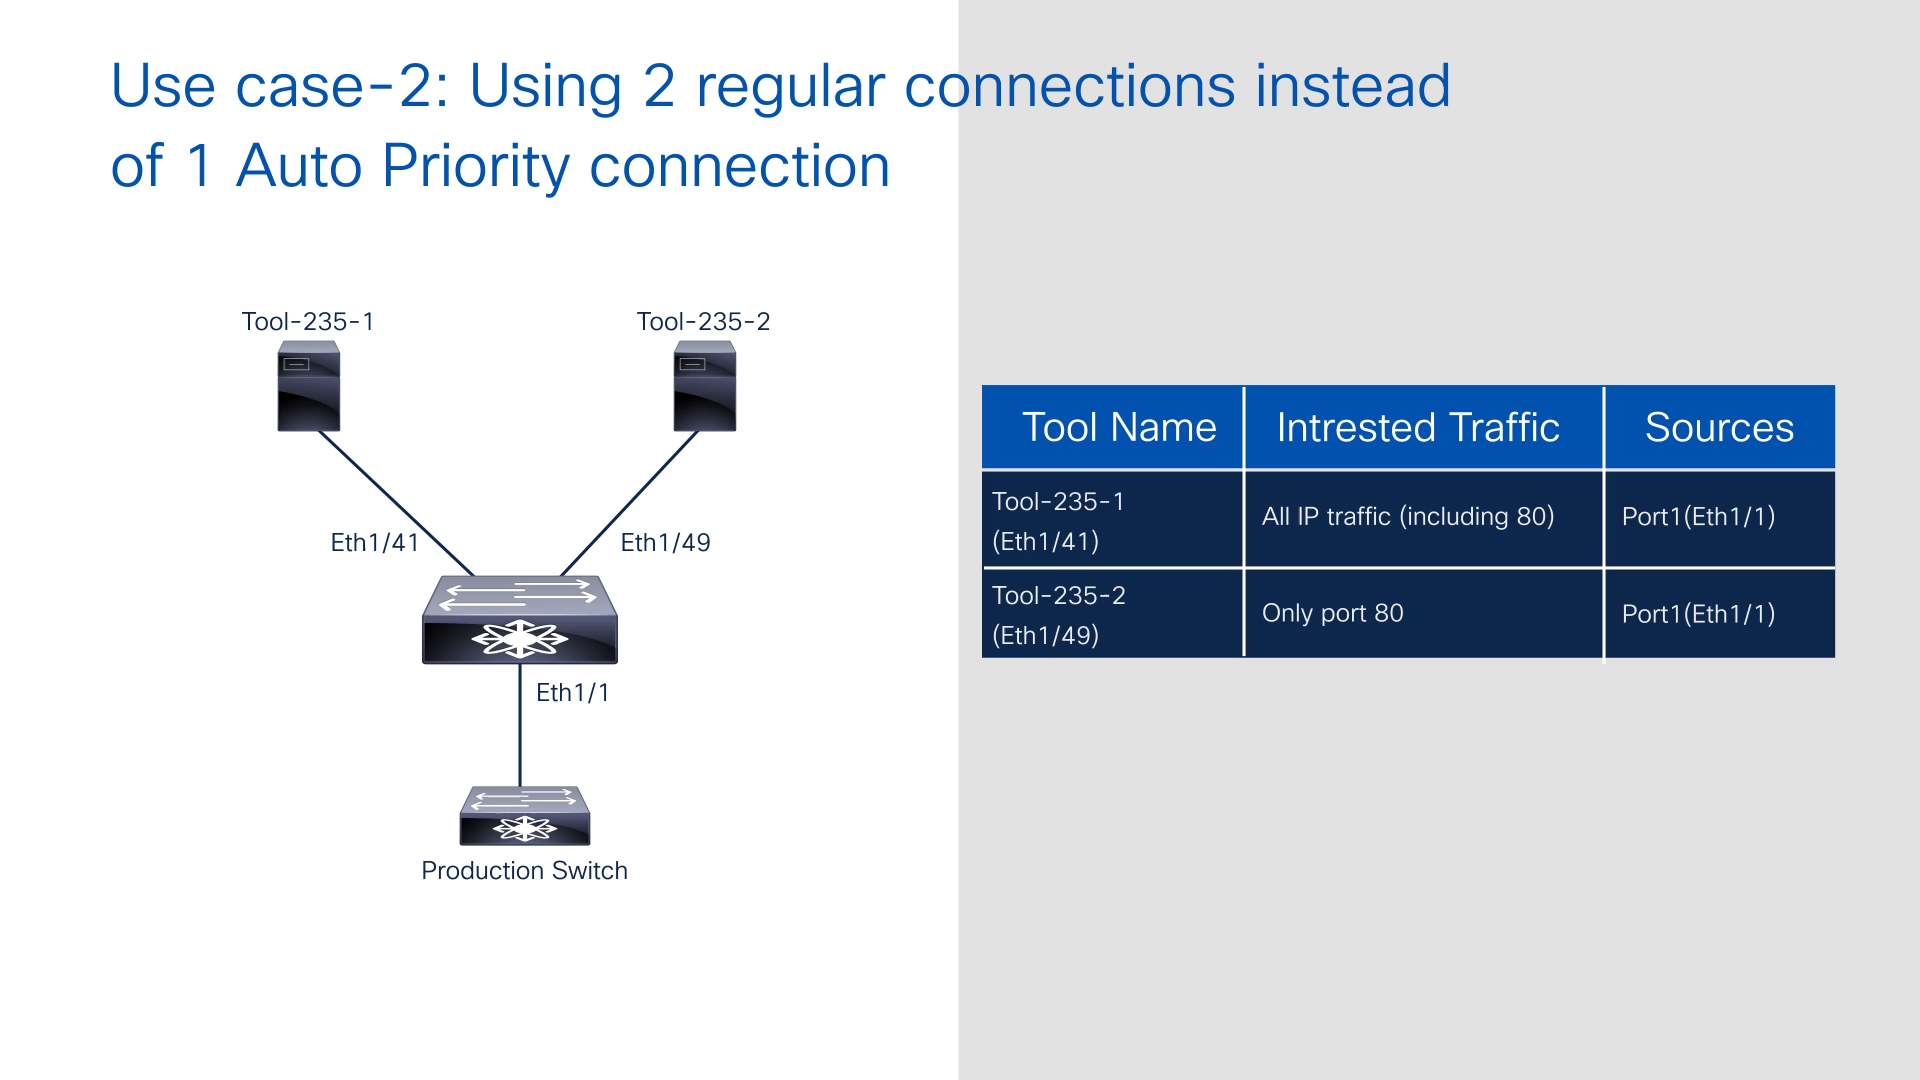 Use case-2: Using 2 regular connections instead
of 1 Auto Priority connection
Tool-235-1
Tool-235-2
Eth1/41
Eth1/49
Eth1/1
Production Switch
Tool Name
Intrested Traffic
Sources
Tool-235-1
(Eth1/41)
All IP traffic (including 80)
Port1(Eth1/1)
Tool-235-2
(Eth1/49)
Only port 80
Port1(Eth1/1)